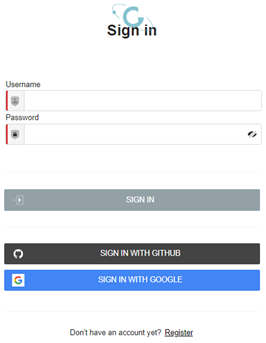 Sign in
Username
Password
SIGN IN
SIGN IN WITH GITHUB
SIGN IN WITH GOOGLE
Don't have an account yet? Register